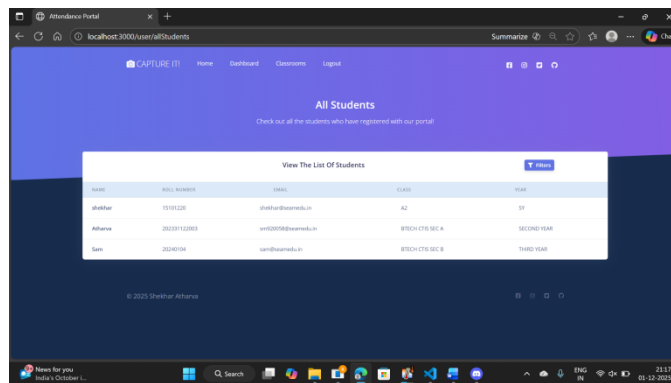 Attendance Portal
localhost:3000/user/allStudents
Summarize
CAPTURE IT! Home Dashboard Classrooms Logout
All Students
Check out all the students who have registered with our portal!
View The List Of Students
Filters
NAME ROLL NUMBER EMAIL CLASS YEAR
shekhar 15101220 shekhar@seamedu.in A2 SY
Atharva 202331122003 sm920058@seamedu.in BTECH CTIS SEC A SECOND YEAR
Sam 20240104 sam@seamedu.in BTECH CTIS SEC B THIRD YEAR
© 2025 Shekhar Atharva
News for you
India's October i...
Search
ENG
IN
01-12-2025